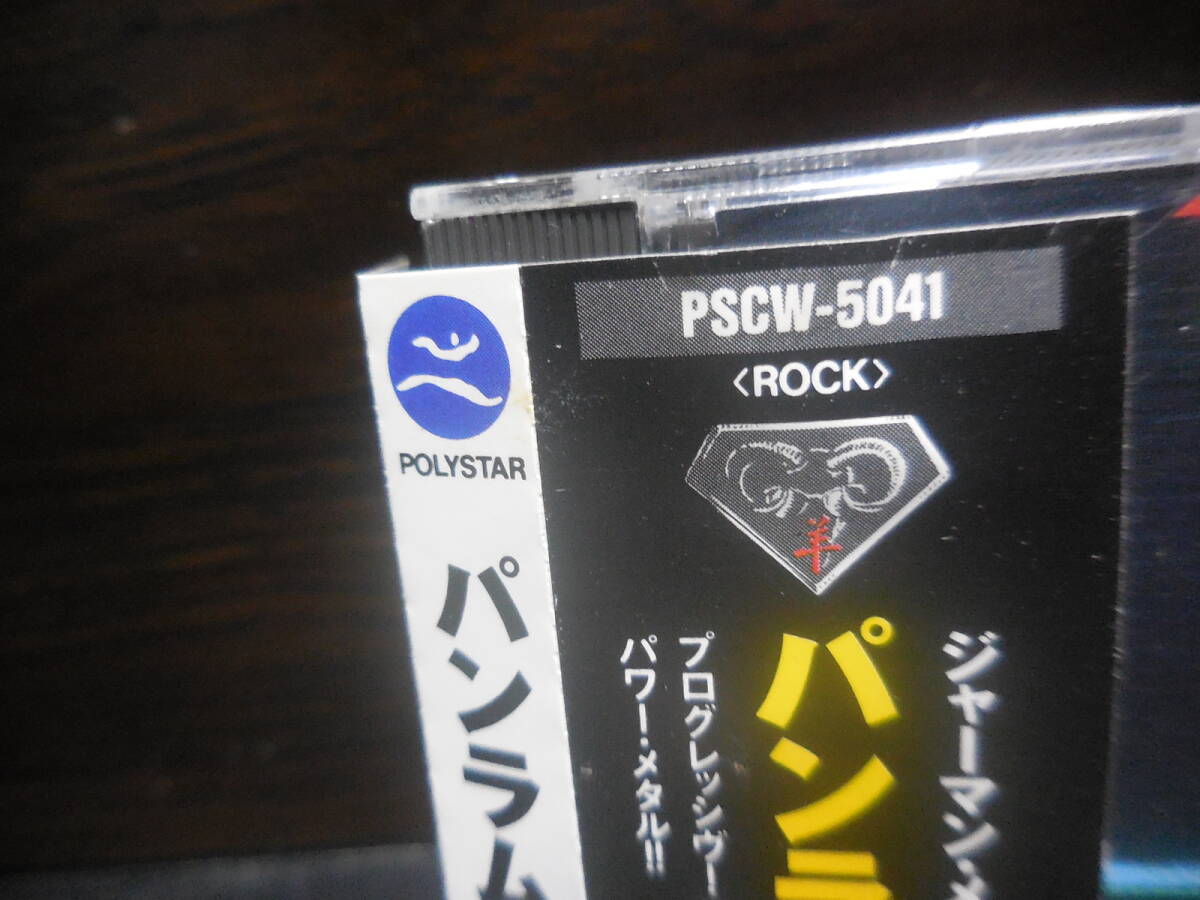 POLYSTAR
パンラム
PSCW-5041
〈ROCK〉
羊
ジャーマン・
パンラ
プログレッシヴ・
パワー・メタル!!